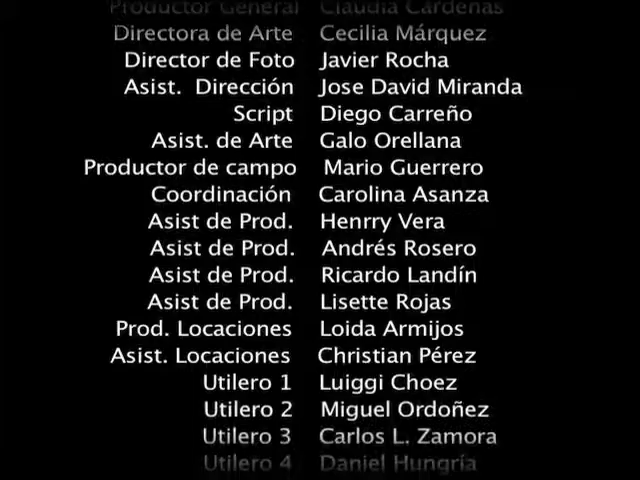 Productor General Claudia Cárdenas
Directora de Arte Cecilia Márquez
Director de Foto Javier Rocha
Asist. Dirección Jose David Miranda
Script Diego Carreño
Asist. de Arte Galo Orellana
Productor de campo Mario Guerrero
Coordinación Carolina Asanza
Asist de Prod. Henrry Vera
Asist de Prod. Andrés Rosero
Asist de Prod. Ricardo Landín
Asist de Prod. Lisette Rojas
Prod. Locaciones Loida Armijos
Asist. Locaciones Christian Pérez
Utilero 1 Luiggi Choez
Utilero 2 Miguel Ordoñez
Utilero 3 Carlos L. Zamora
Utilero 4 Daniel Hungría